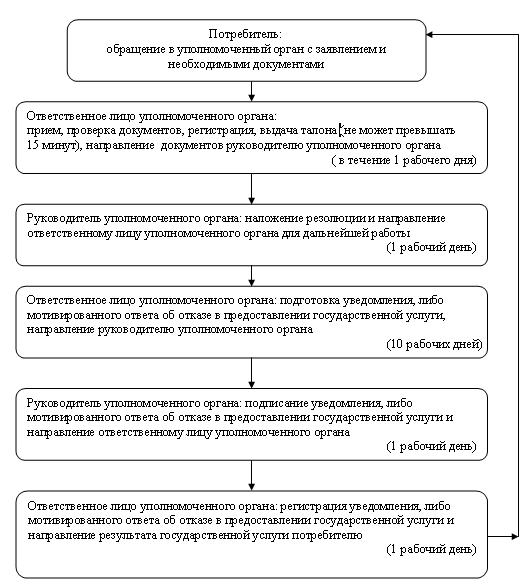 Потребитель:
обращение в уполномоченный орган с заявлением и
необходимыми документами
Ответственное лицо уполномоченного органа:
прием, проверка документов, регистрация, выдача талона (не может превышать
15 минут), направление документов руководителю уполномоченного органа
( в течение 1 рабочего дня)
Руководитель уполномоченного органа: наложение резолюции и направление
ответственному лицу уполномоченного органа для дальнейшей работы
(1 рабочий день)
Ответственное лицо уполномоченного органа: подготовка уведомления, либо
мотивированного ответа об отказе в предоставлении государственной услуги,
направление руководителю уполномоченного органа
(10 рабочих дней)
Руководитель уполномоченного органа: подписание уведомления, либо
мотивированного ответа об отказе в предоставлении государственной услуги и
направление ответственному лицу уполномоченного органа
(1 рабочий день)
Ответственное лицо уполномоченного органа: регистрация уведомления, либо
мотивированного ответа об отказе в предоставлении государственной услуги и
направление результата государственной услуги потребителю
(1 рабочий день)